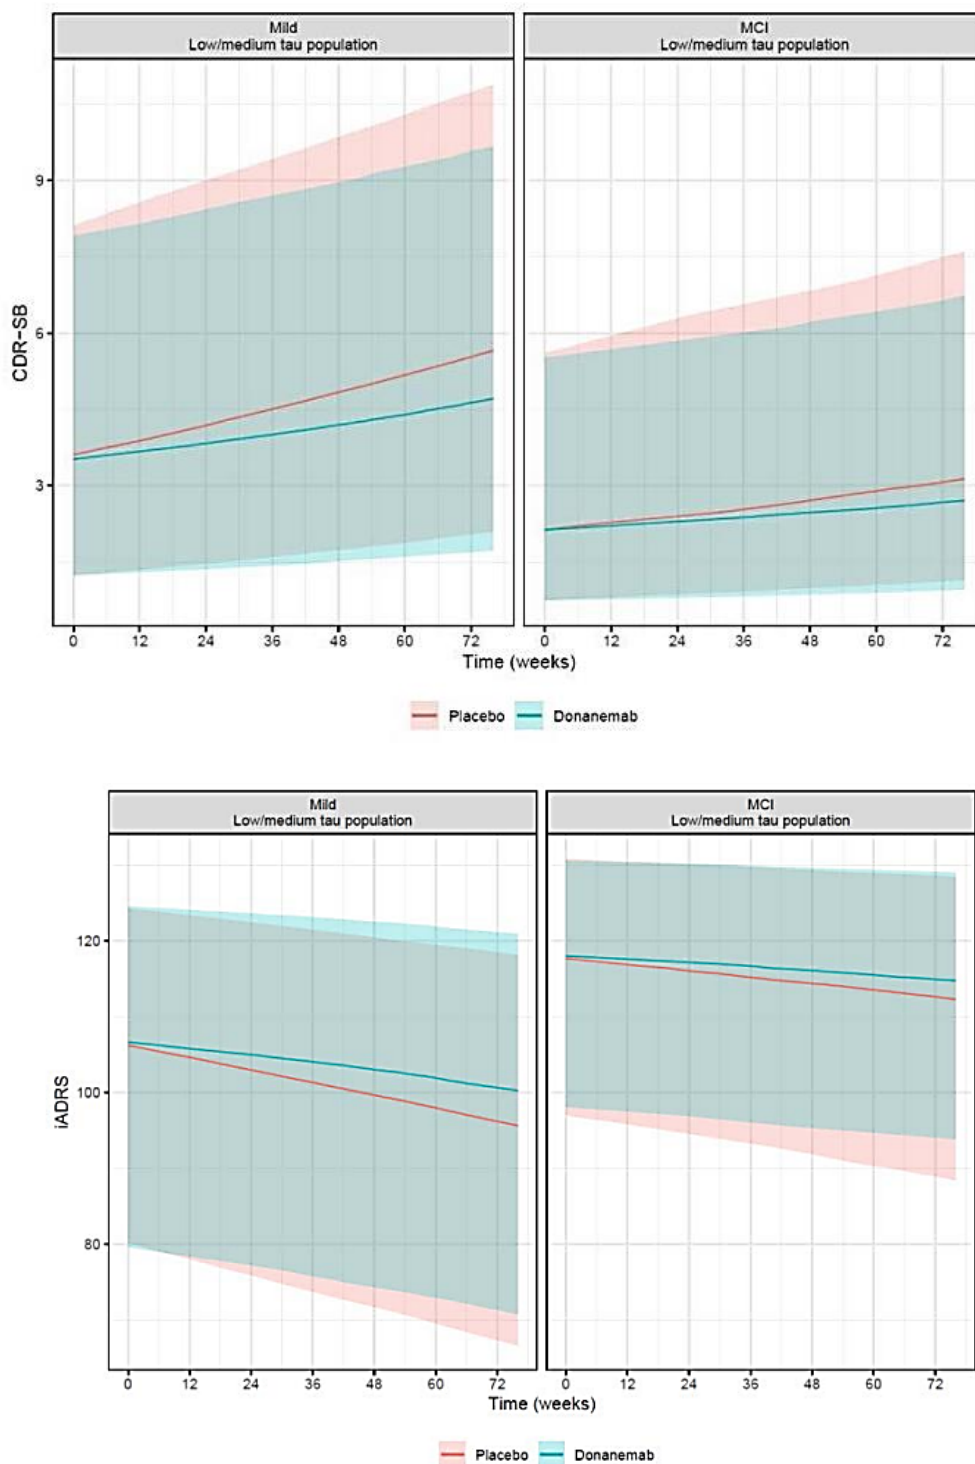 Mild
Low/medium tau population
MCI
Low/medium tau population
CDR-SB
9
6
3
0 12 24 36 48 60 72
0 12 24 36 48 60 72
Time (weeks)
Placebo Donanemab
Mild
Low/medium tau population
MCI
Low/medium tau population
iADRS
120
100
80
0 12 24 36 48 60 72
0 12 24 36 48 60 72
Time (weeks)
Placebo Donanemab